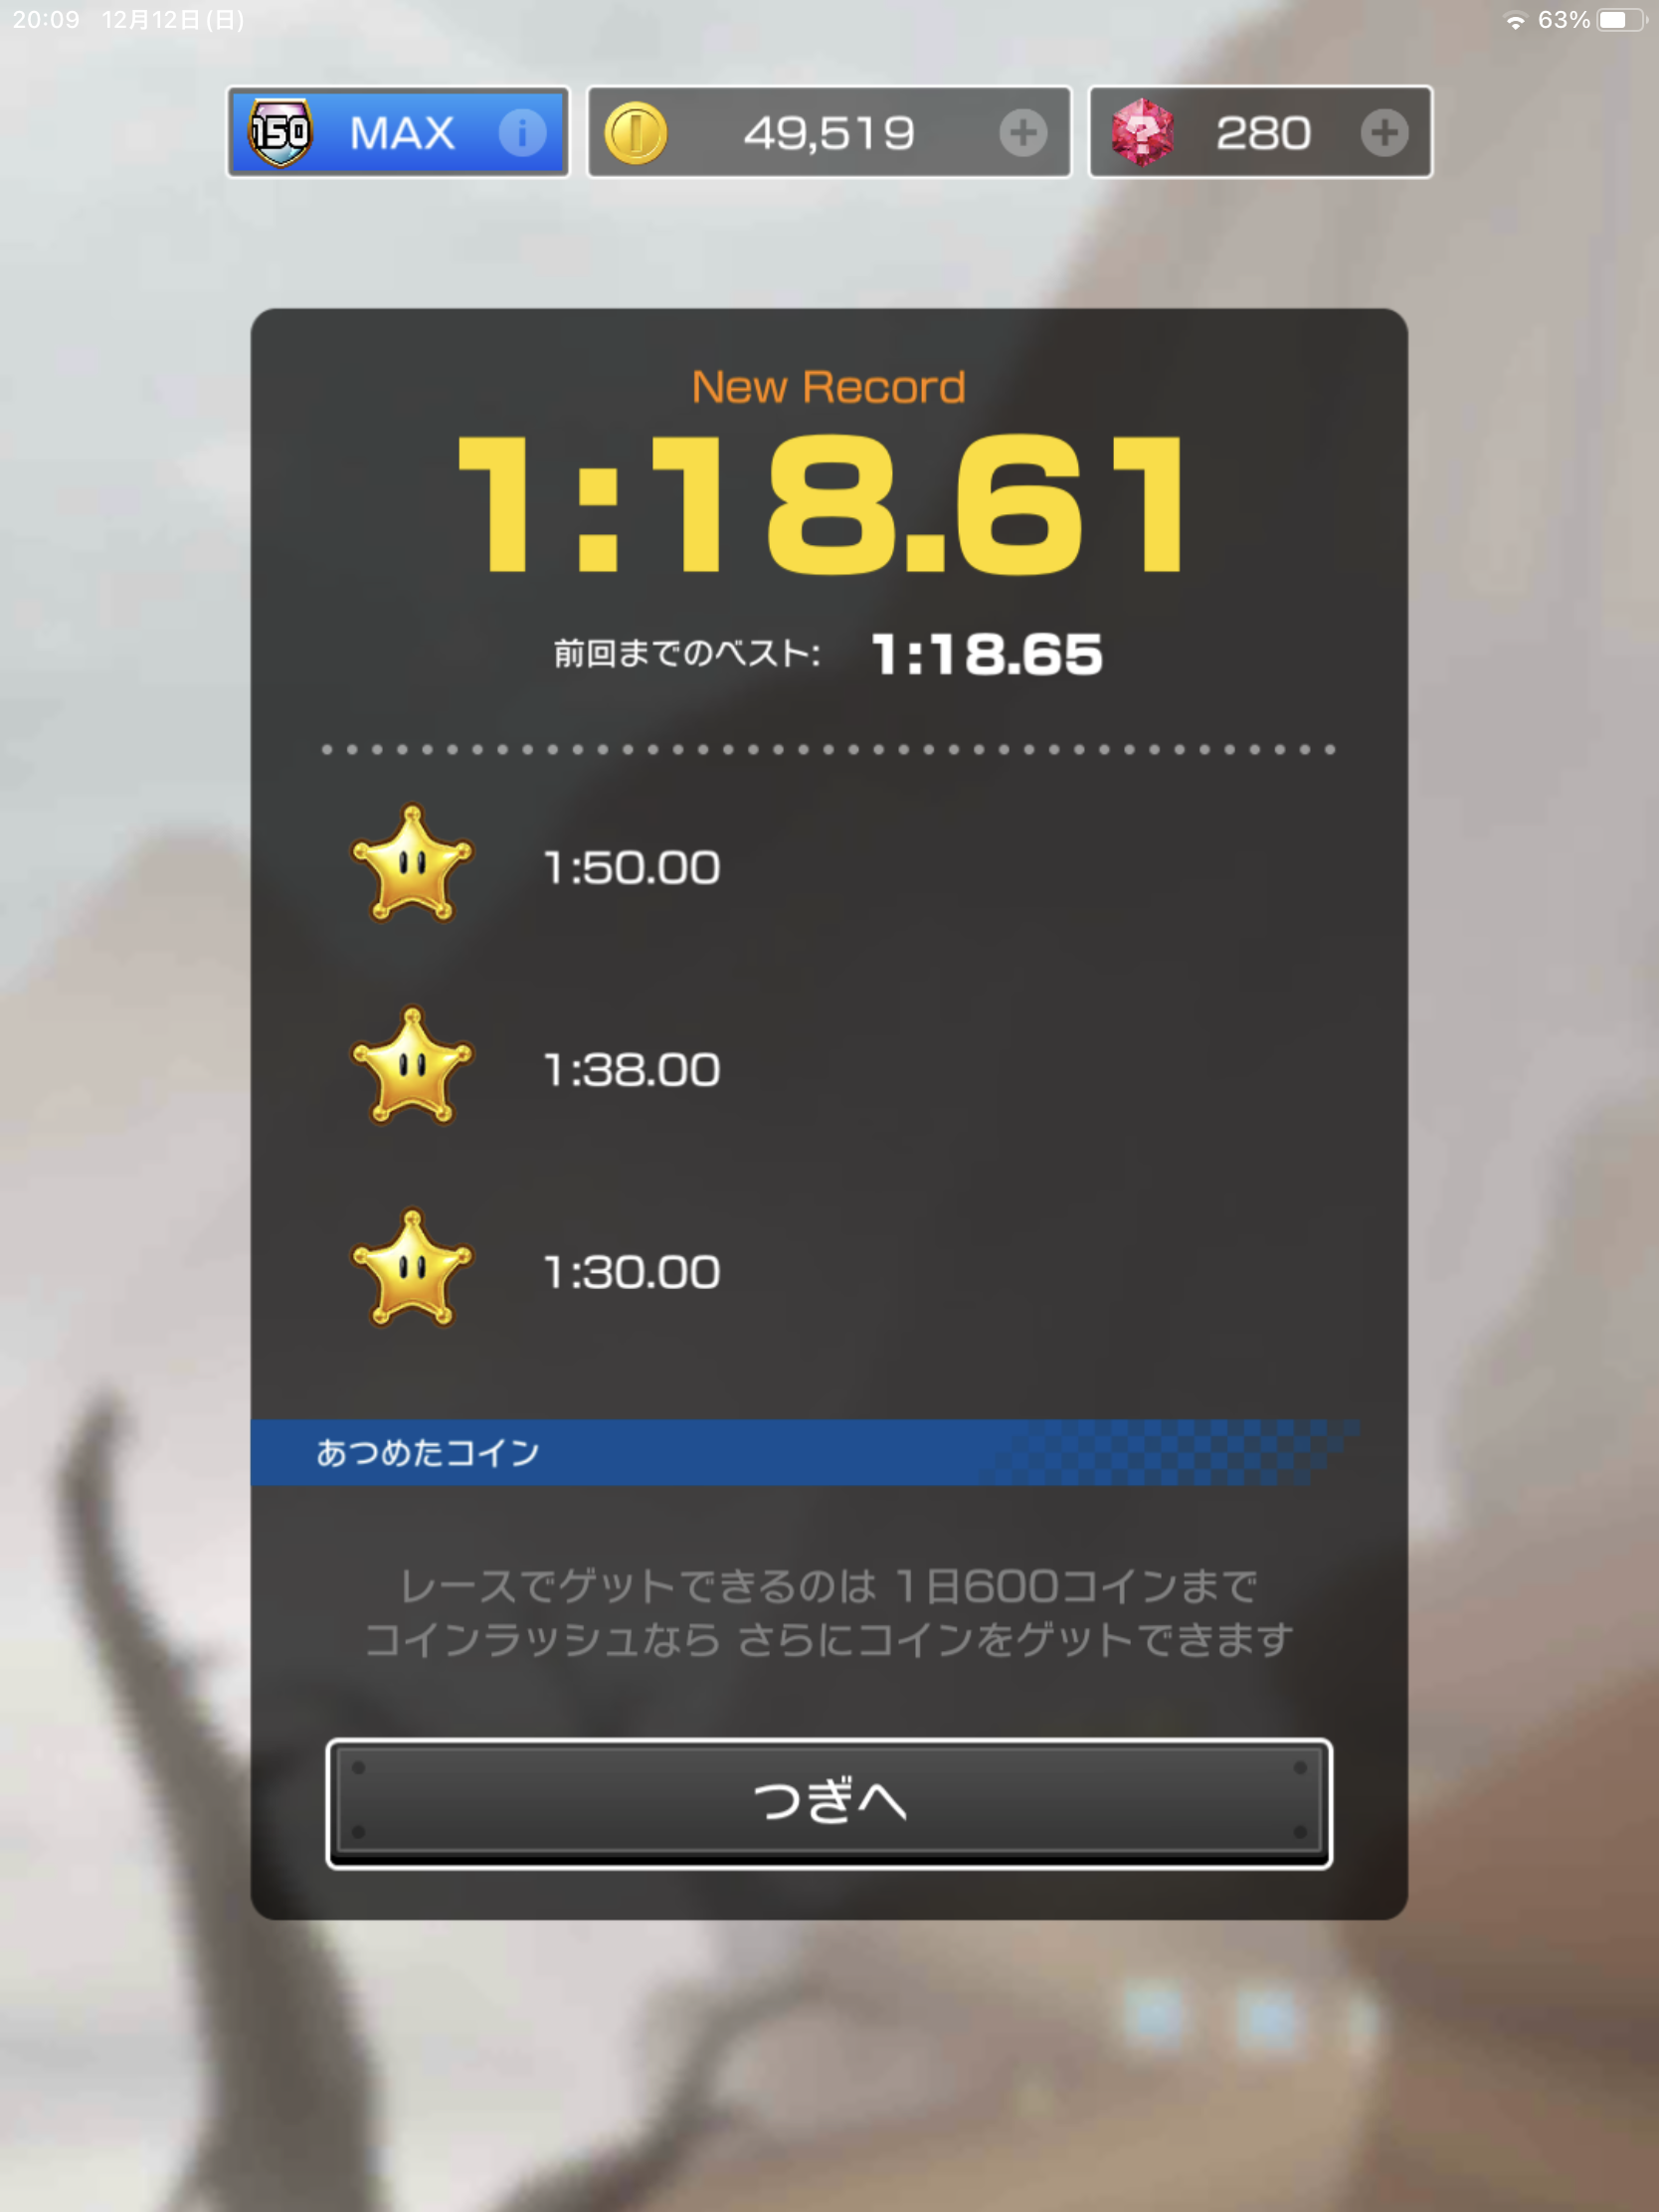 20:09 12月12日(日) 63%
150 MAX i 49,519 + ? 280 +
New Record
1:18.61
前回までのベスト: 1:18.65
1:50.00
1:38.00
1:30.00
あつめたコイン
レースでゲットできるのは 1日600コインまで
コインラッシュなら さらにコインをゲットできます
つぎへ